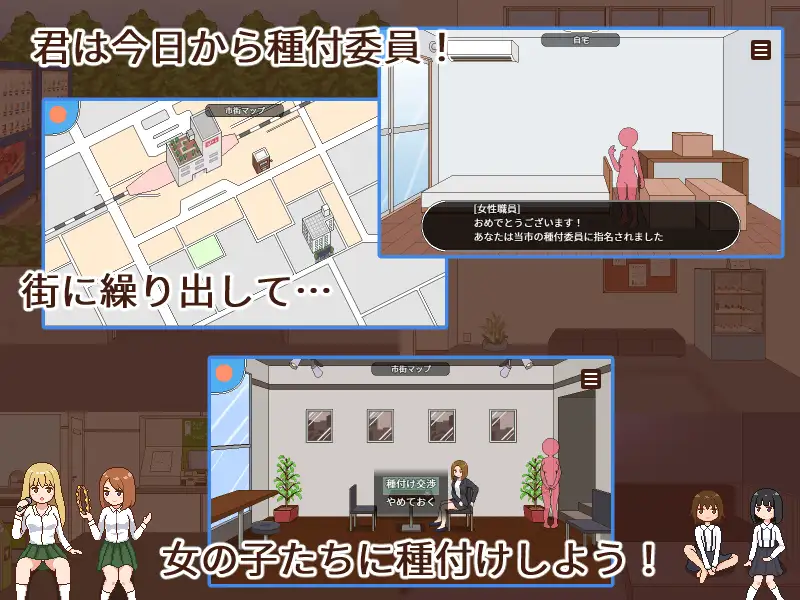 君は今日から種付委員！
自宅
市街マップ
[女性職員]
おめでとうございます！
あなたは当市の種付委員に指名されました
街に繰り出して…
市街マップ
種付け交渉
やめておく
女の子たちに種付けしよう！